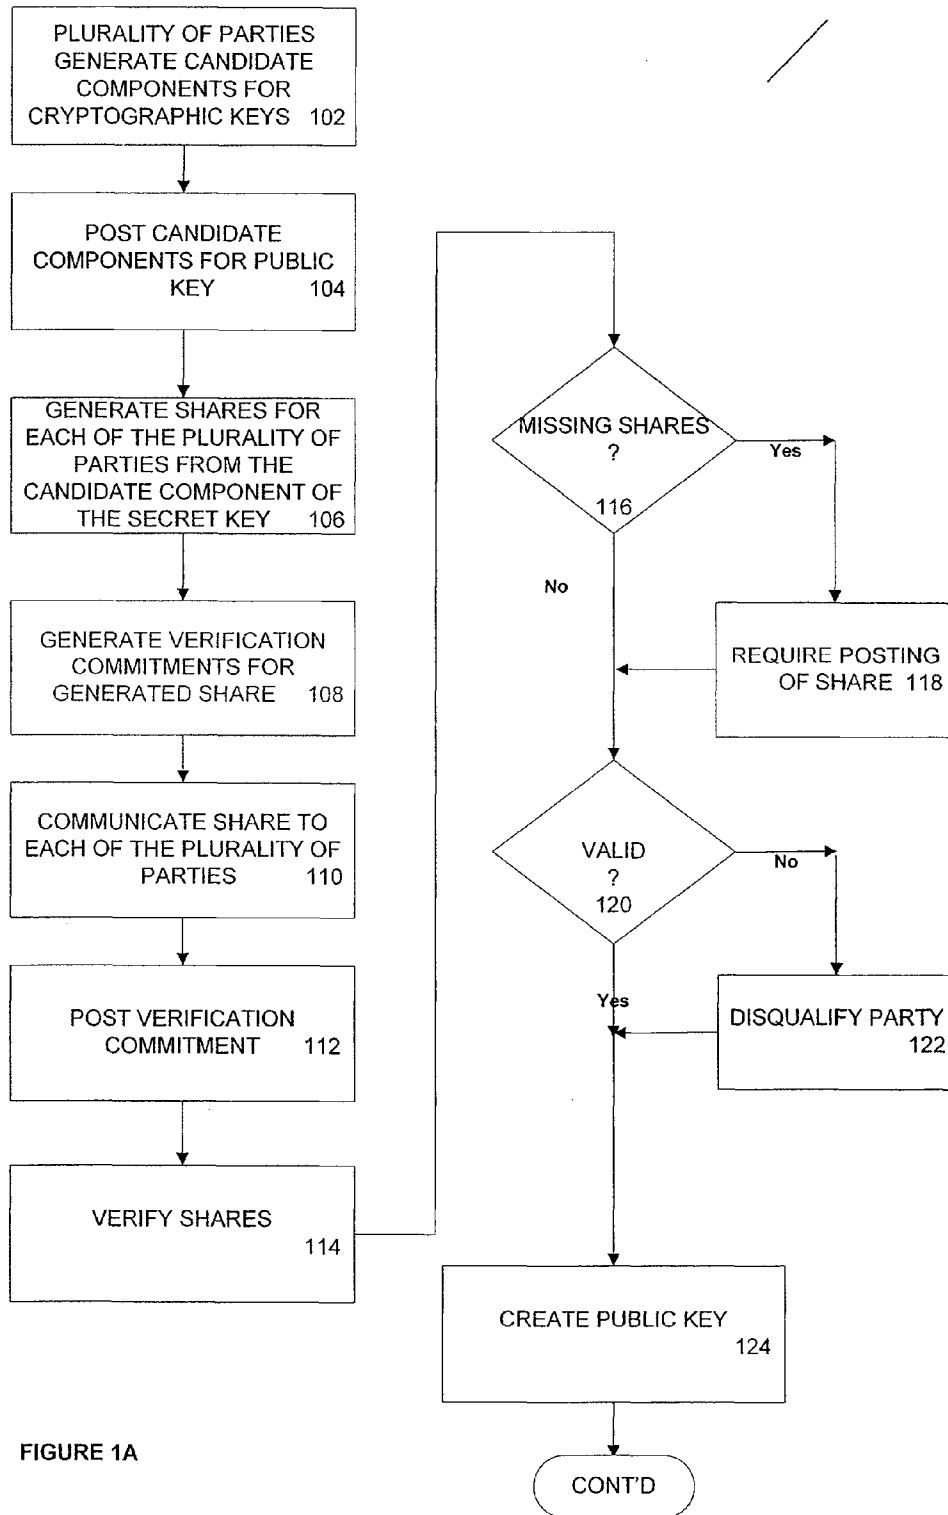 PLURALITY OF PARTIES
GENERATE CANDIDATE
COMPONENTS FOR
CRYPTOGRAPHIC KEYS 102
POST CANDIDATE
COMPONENTS FOR PUBLIC
KEY 104
GENERATE SHARES FOR
EACH OF THE PLURALITY OF
PARTIES FROM THE
CANDIDATE COMPONENT OF
THE SECRET KEY 106
GENERATE VERIFICATION
COMMITMENTS FOR
GENERATED SHARE 108
COMMUNICATE SHARE TO
EACH OF THE PLURALITY OF
PARTIES 110
POST VERIFICATION
COMMITMENT 112
VERIFY SHARES
114
MISSING SHARES
?
116
Yes
No
REQUIRE POSTING
OF SHARE 118
VALID
?
120
No
Yes
DISQUALIFY PARTY
122
CREATE PUBLIC KEY
124
CONT'D
FIGURE 1A